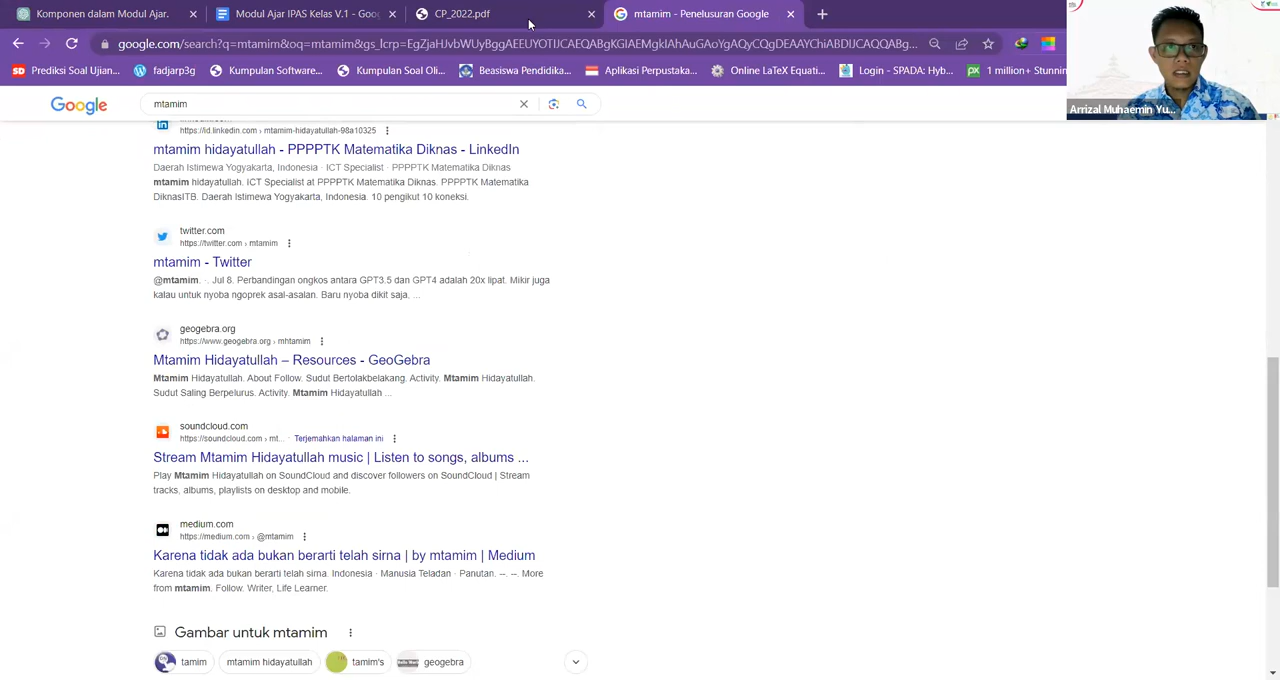 Komponen dalam Modul Ajar.
Modul Ajar IPAS Kelas V.1 - Goo
CP_2022.pdf
mtamim - Penelusuran Google
google.com/search?q=mtamim&oq=mtamim&gs_lcrp=EgZjaHJvbWUyBggAEEUYOTIJCAEQABgKGIAEMgkIAhAuGAoYgAQyCQgDEAAYChiABDIJCAQQABg...
Prediksi Soal Ujian...
fadjarp3g
Kumpulan Software...
Kumpulan Soal Oli...
Beasiswa Pendidika...
Aplikasi Perpustaka...
Online LaTeX Equati...
Login - SPADA: Hyb...
1 million+ Stunnin
Arrizal Muhaemin Yu...
Google
mtamim
https://id.linkedin.com › mtamim-hidayatullah-98a10325
mtamim hidayatullah - PPPPTK Matematika Diknas - LinkedIn
Daerah Istimewa Yogyakarta, Indonesia · ICT Specialist · PPPPTK Matematika Diknas
mtamim hidayatullah. ICT Specialist at PPPPTK Matematika Diknas. PPPPTK Matematika
DiknasITB. Daerah Istimewa Yogyakarta, Indonesia. 10 pengikut 10 koneksi.
twitter.com
https://twitter.com › mtamim
mtamim - Twitter
@mtamim. ·. Jul 8. Perbandingan ongkos antara GPT3.5 dan GPT4 adalah 20x lipat. Mikir juga
kalau untuk nyoba ngoprek asal-asalan. Baru nyoba dikit saja, ...
geogebra.org
https://www.geogebra.org › mhtamim
Mtamim Hidayatullah – Resources - GeoGebra
Mtamim Hidayatullah. About Follow. Sudut Bertolakbelakang. Activity. Mtamim Hidayatullah.
Sudut Saling Berpelurus. Activity. Mtamim Hidayatullah ...
soundcloud.com
https://soundcloud.com › mt... · Terjemahkan halaman ini
Stream Mtamim Hidayatullah music | Listen to songs, albums ...
Play Mtamim Hidayatullah on SoundCloud and discover followers on SoundCloud | Stream
tracks, albums, playlists on desktop and mobile.
medium.com
https://medium.com › @mtamim
Karena tidak ada bukan berarti telah sirna | by mtamim | Medium
Karena tidak ada bukan berarti telah sirna. Indonesia · Manusia Teladan · Panutan. --. --. More
from mtamim. Follow. Writer, Life Learner.
Gambar untuk mtamim
tamim
mtamim hidayatullah
tamim's
geogebra